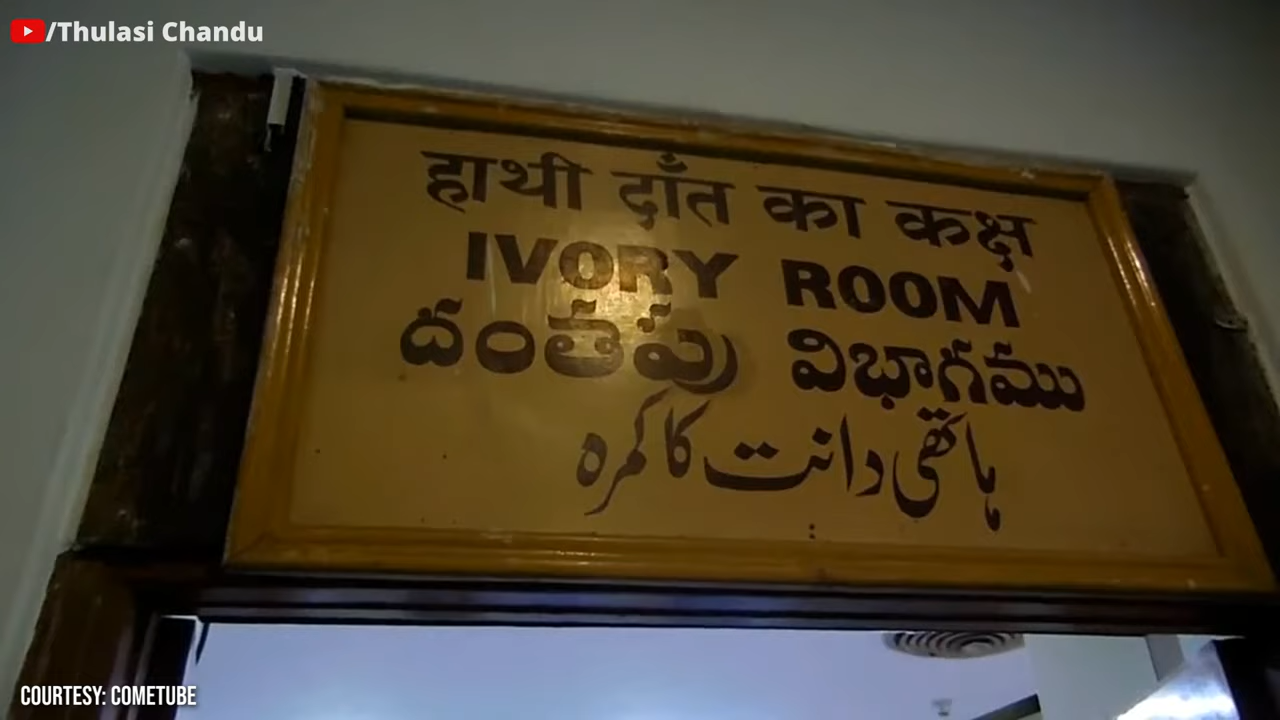 /Thulasi Chandu
हाथी दाँत का कक्ष
IVORY ROOM
దంతపు విభాగము
ہاتھی دانت کا کمرہ
COURTESY: COMETUBE